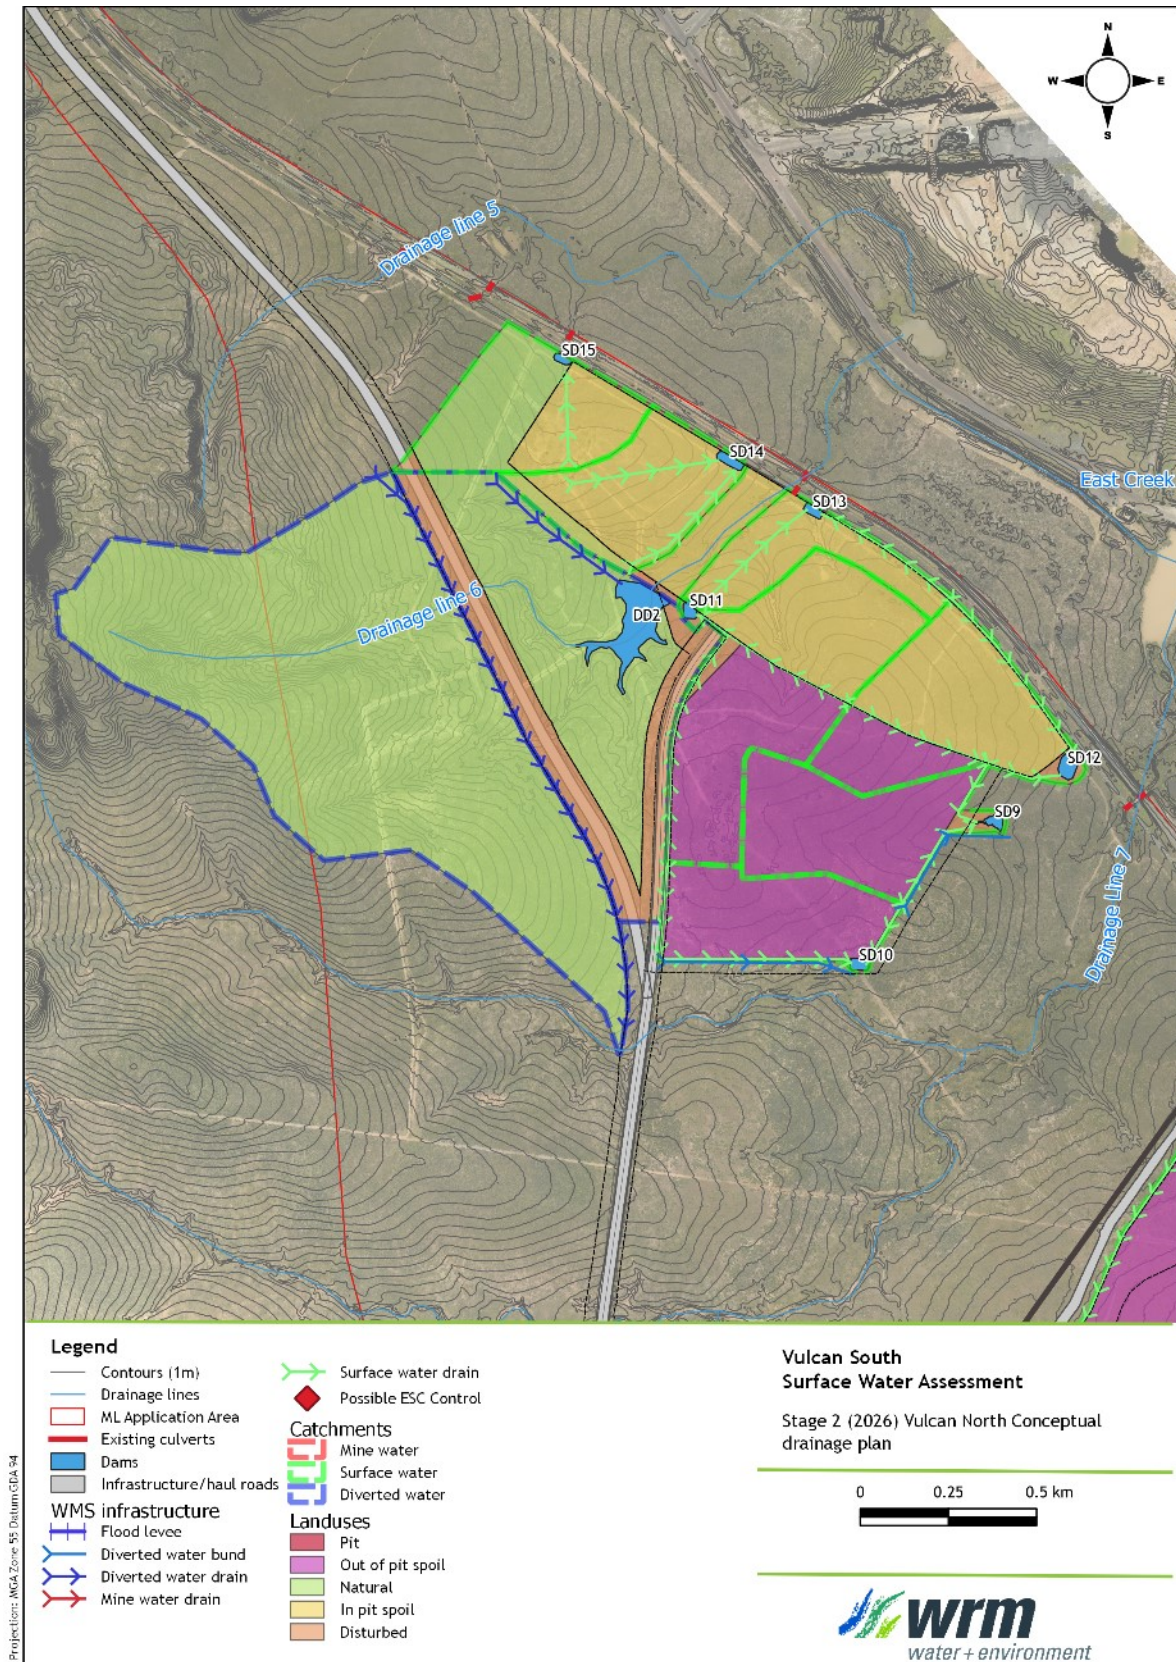 N
W
E
S
Drainage line 5
SD15
SD14
SD13
East Creek
Drainage line 6
SD11
DD2
SD12
SD9
Drainage Line 7
SD10
Projection: MGA Zone 55 Datum GDA 94
Legend
Contours (1m)
Drainage lines
ML Application Area
Existing culverts
Dams
Infrastructure/haul roads
WMS infrastructure
Flood levee
Diverted water bund
Diverted water drain
Mine water drain
Surface water drain
Possible ESC Control
Catchments
Mine water
Surface water
Diverted water
Landuses
Pit
Out of pit spoil
Natural
In pit spoil
Disturbed
Vulcan South
Surface Water Assessment
Stage 2 (2026) Vulcan North Conceptual
drainage plan
0 0.25 0.5 km
wrm
water + environment